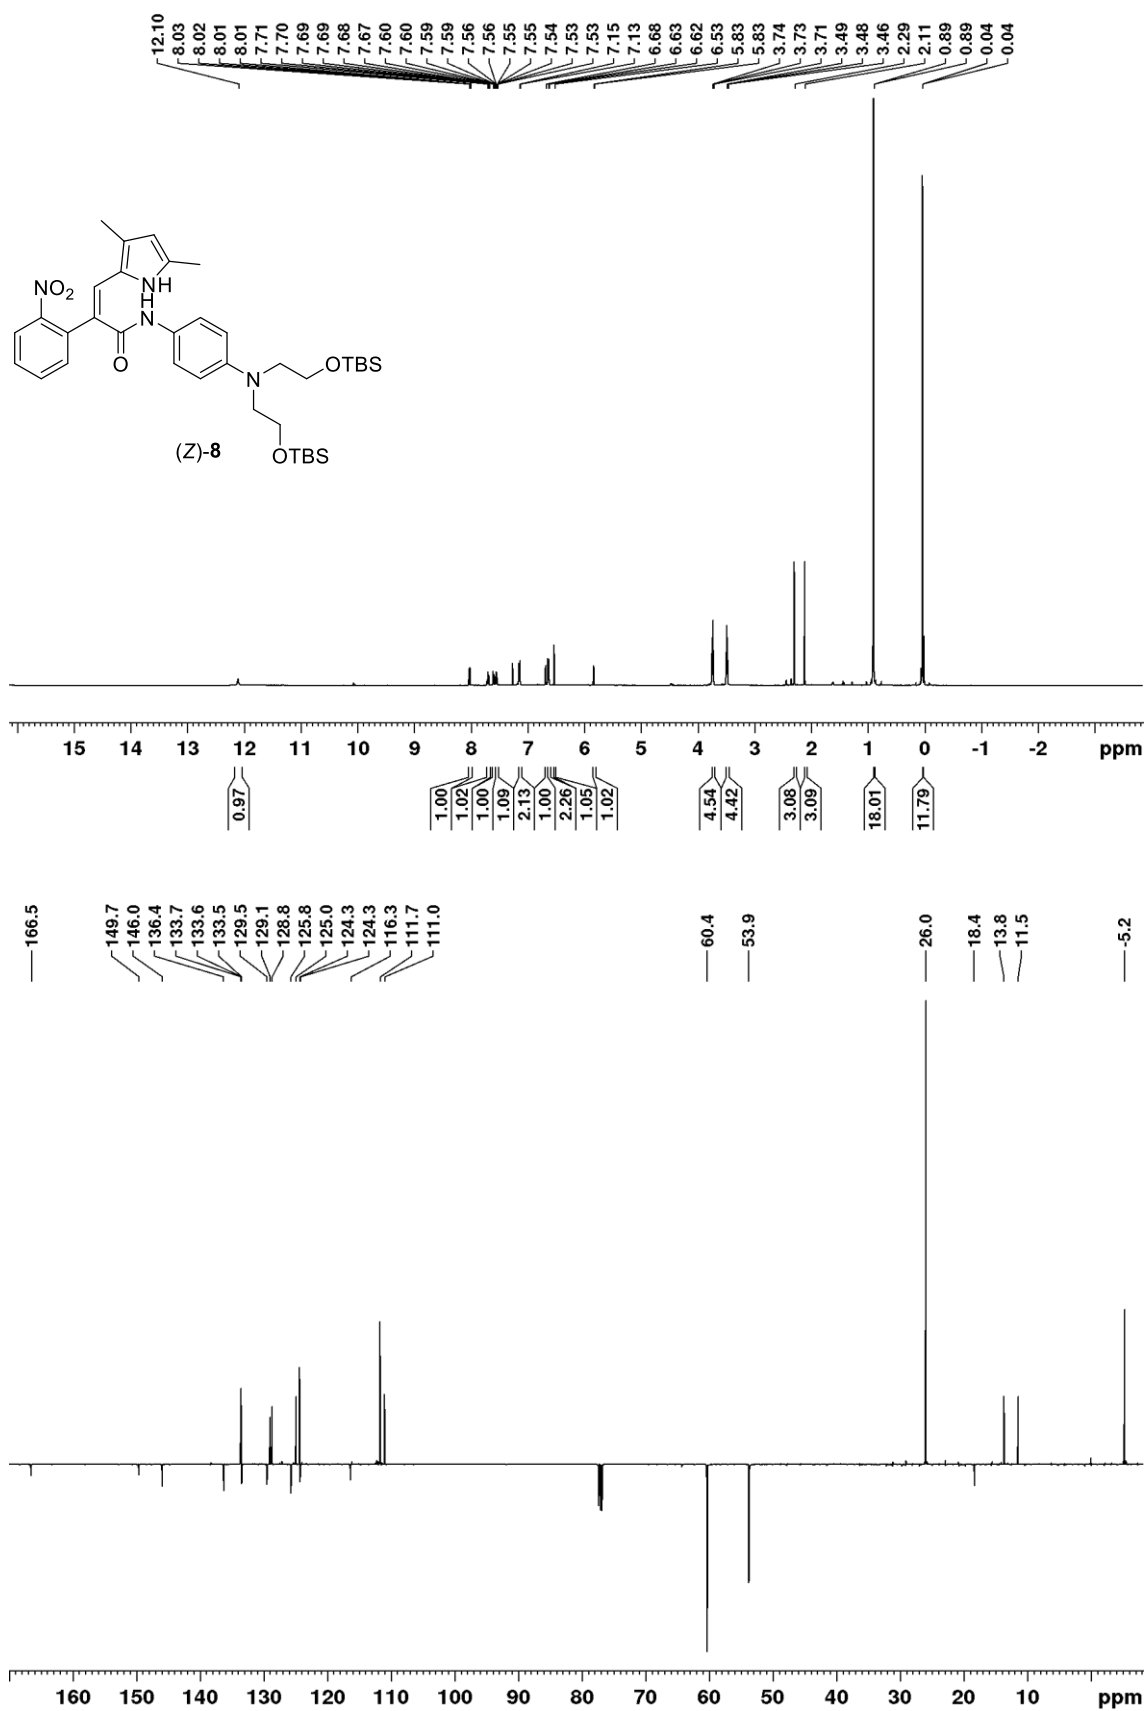 12.10 8.03 8.02 8.01 8.01 7.71 7.70 7.69 7.69 7.68 7.67 7.60 7.60 7.59 7.59 7.56 7.56 7.55 7.55 7.54 7.53 7.53 7.15 7.13 6.68 6.63 6.62 6.53 5.83 5.83 3.74 3.73 3.71 3.49 3.48 3.46 2.29 2.11 0.89 0.89 0.04 0.04
NO2
NH
H
N
O
N
OTBS
OTBS
(Z)-8
15 14 13 12 11 10 9 8 7 6 5 4 3 2 1 0 -1 -2 ppm
0.97 1.00 1.02 1.00 1.09 2.13 1.00 2.26 1.05 1.02 4.54 4.42 3.08 3.09 18.01 11.79
166.5 149.7 146.0 136.4 133.7 133.6 133.5 129.5 129.1 128.8 125.8 125.0 124.3 124.3 116.3 111.7 111.0 60.4 53.9 26.0 18.4 13.8 11.5 -5.2
160 150 140 130 120 110 100 90 80 70 60 50 40 30 20 10 ppm